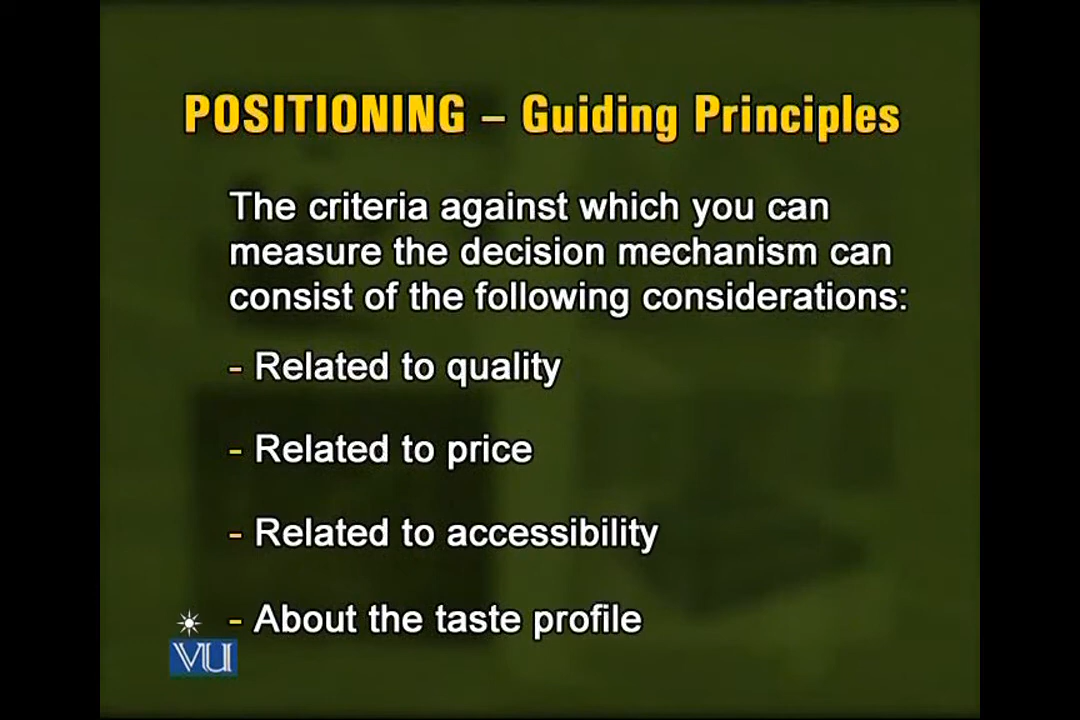 POSITIONING – Guiding Principles
The criteria against which you can
measure the decision mechanism can
consist of the following considerations:
- Related to quality
- Related to price
- Related to accessibility
- About the taste profile
VU